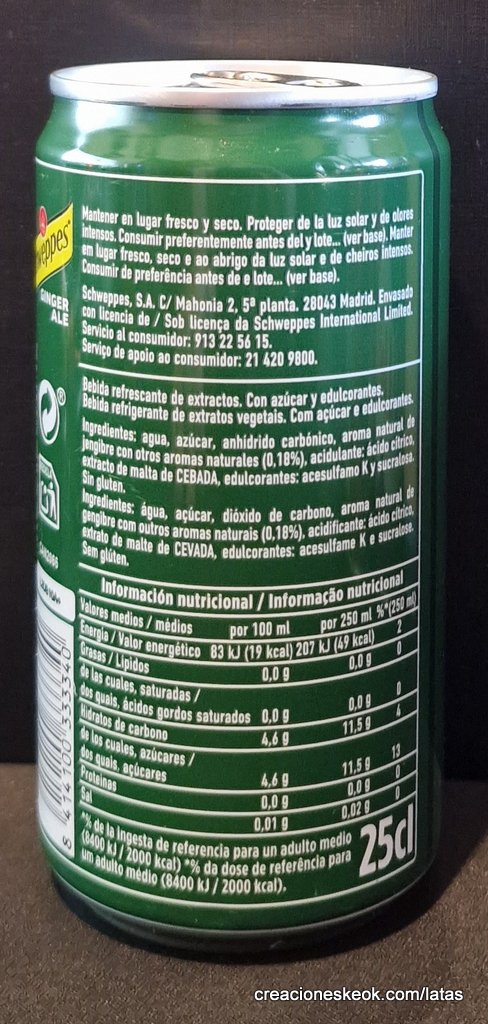 Schweppes
GINGER
ALE
Mantener en lugar fresco y seco. Proteger de la luz solar y de olores
intensos. Consumir preferentemente antes del y lote... (ver base). Manter
em lugar fresco, seco e ao abrigo da luz solar e de cheiros intensos.
Consumir de preferência antes de e lote... (ver base).
Schweppes, S.A. C/ Mahonia 2, 5ª planta. 28043 Madrid. Envasado
con licencia de / Sob licença da Schweppes International Limited.
Servicio al consumidor: 913 22 56 15.
Serviço de apoio ao consumidor: 21 420 9800.
Bebida refrescante de extractos. Con azúcar y edulcorantes.
Bebida refrigerante de extratos vegetais. Com açúcar e edulcorantes.
Ingredientes: agua, azúcar, anhídrido carbónico, aroma natural de
jengibre con otros aromas naturales (0,18%), acidulante: ácido cítrico,
extracto de malta de CEBADA, edulcorantes: acesulfamo K y sucralosa.
Sin gluten.
Ingredientes: água, açúcar, dióxido de carbono, aroma natural de
gengibre com outros aromas naturais (0,18%), acidificante: ácido cítrico,
extrato de malte de CEVADA, edulcorantes: acessulfame K e sucralose.
Sem glúten.
Información nutricional / Informação nutricional
Valores medios / médios por 100 ml por 250 ml %*(250 ml)
Energía / Valor energético 83 kJ (19 kcal) 207 kJ (49 kcal) 2
Grasas / Lípidos 0,0 g 0,0 g 0
de las cuales, saturadas /
dos quais, ácidos gordos saturados 0,0 g 0,0 g 0
Hidratos de carbono 4,6 g 11,5 g 4
de los cuales, azúcares /
dos quais, açúcares 4,6 g 11,5 g 13
Proteínas 0,0 g 0,0 g 0
Sal 0,01 g 0,02 g 0
*% de la ingesta de referencia para un adulto medio
(8400 kJ / 2000 kcal) *% da dose de referência para
um adulto médio (8400 kJ / 2000 kcal).
25cl
8 414100 333340
creacioneskeok.com/latas